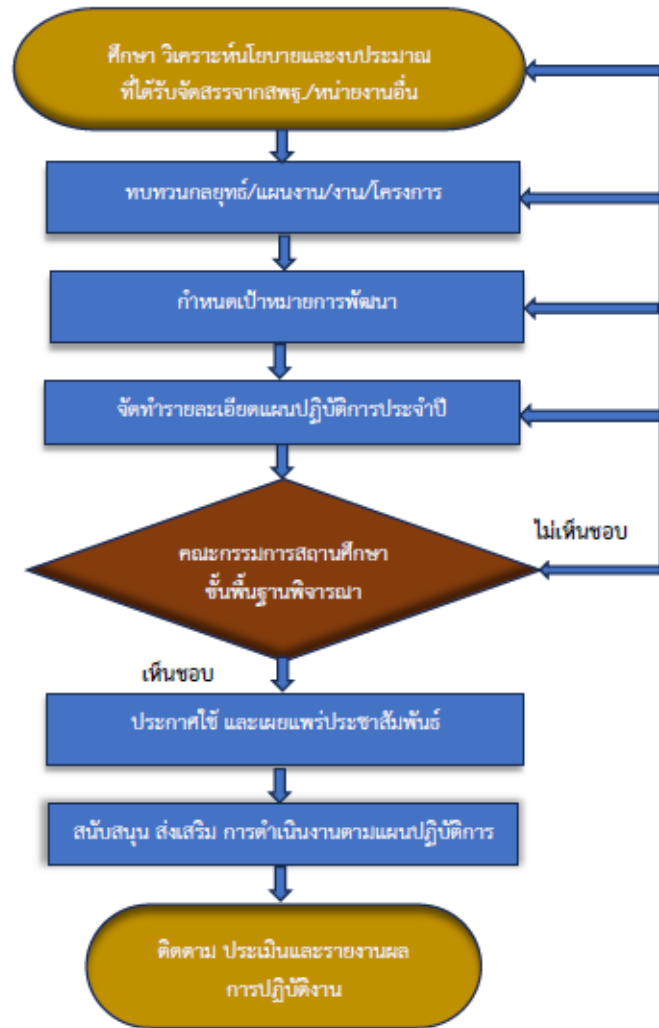 ศึกษา วิเคราะห์นโยบายและงบประมาณ
ที่ได้รับจัดสรรจากสพฐ./หน่ายงานอื่น
ทบทวนกลยุทธ์/แผนงาน/งาน/โครงการ
กำหนดเป้าหมายการพัฒนา
จัดทำรายละเอียดแผนปฏิบัติการประจำปี
คณะกรรมการสถานศึกษา
ขั้นพื้นฐานพิจารณา
ไม่เห็นชอบ
เห็นชอบ
ประกาศใช้ และเผยแพร่ประชาสัมพันธ์
สนับสนุน ส่งเสริม การดำเนินงานตามแผนปฏิบัติการ
ติดตาม ประเมินและรายงานผล
การปฏิบัติงาน